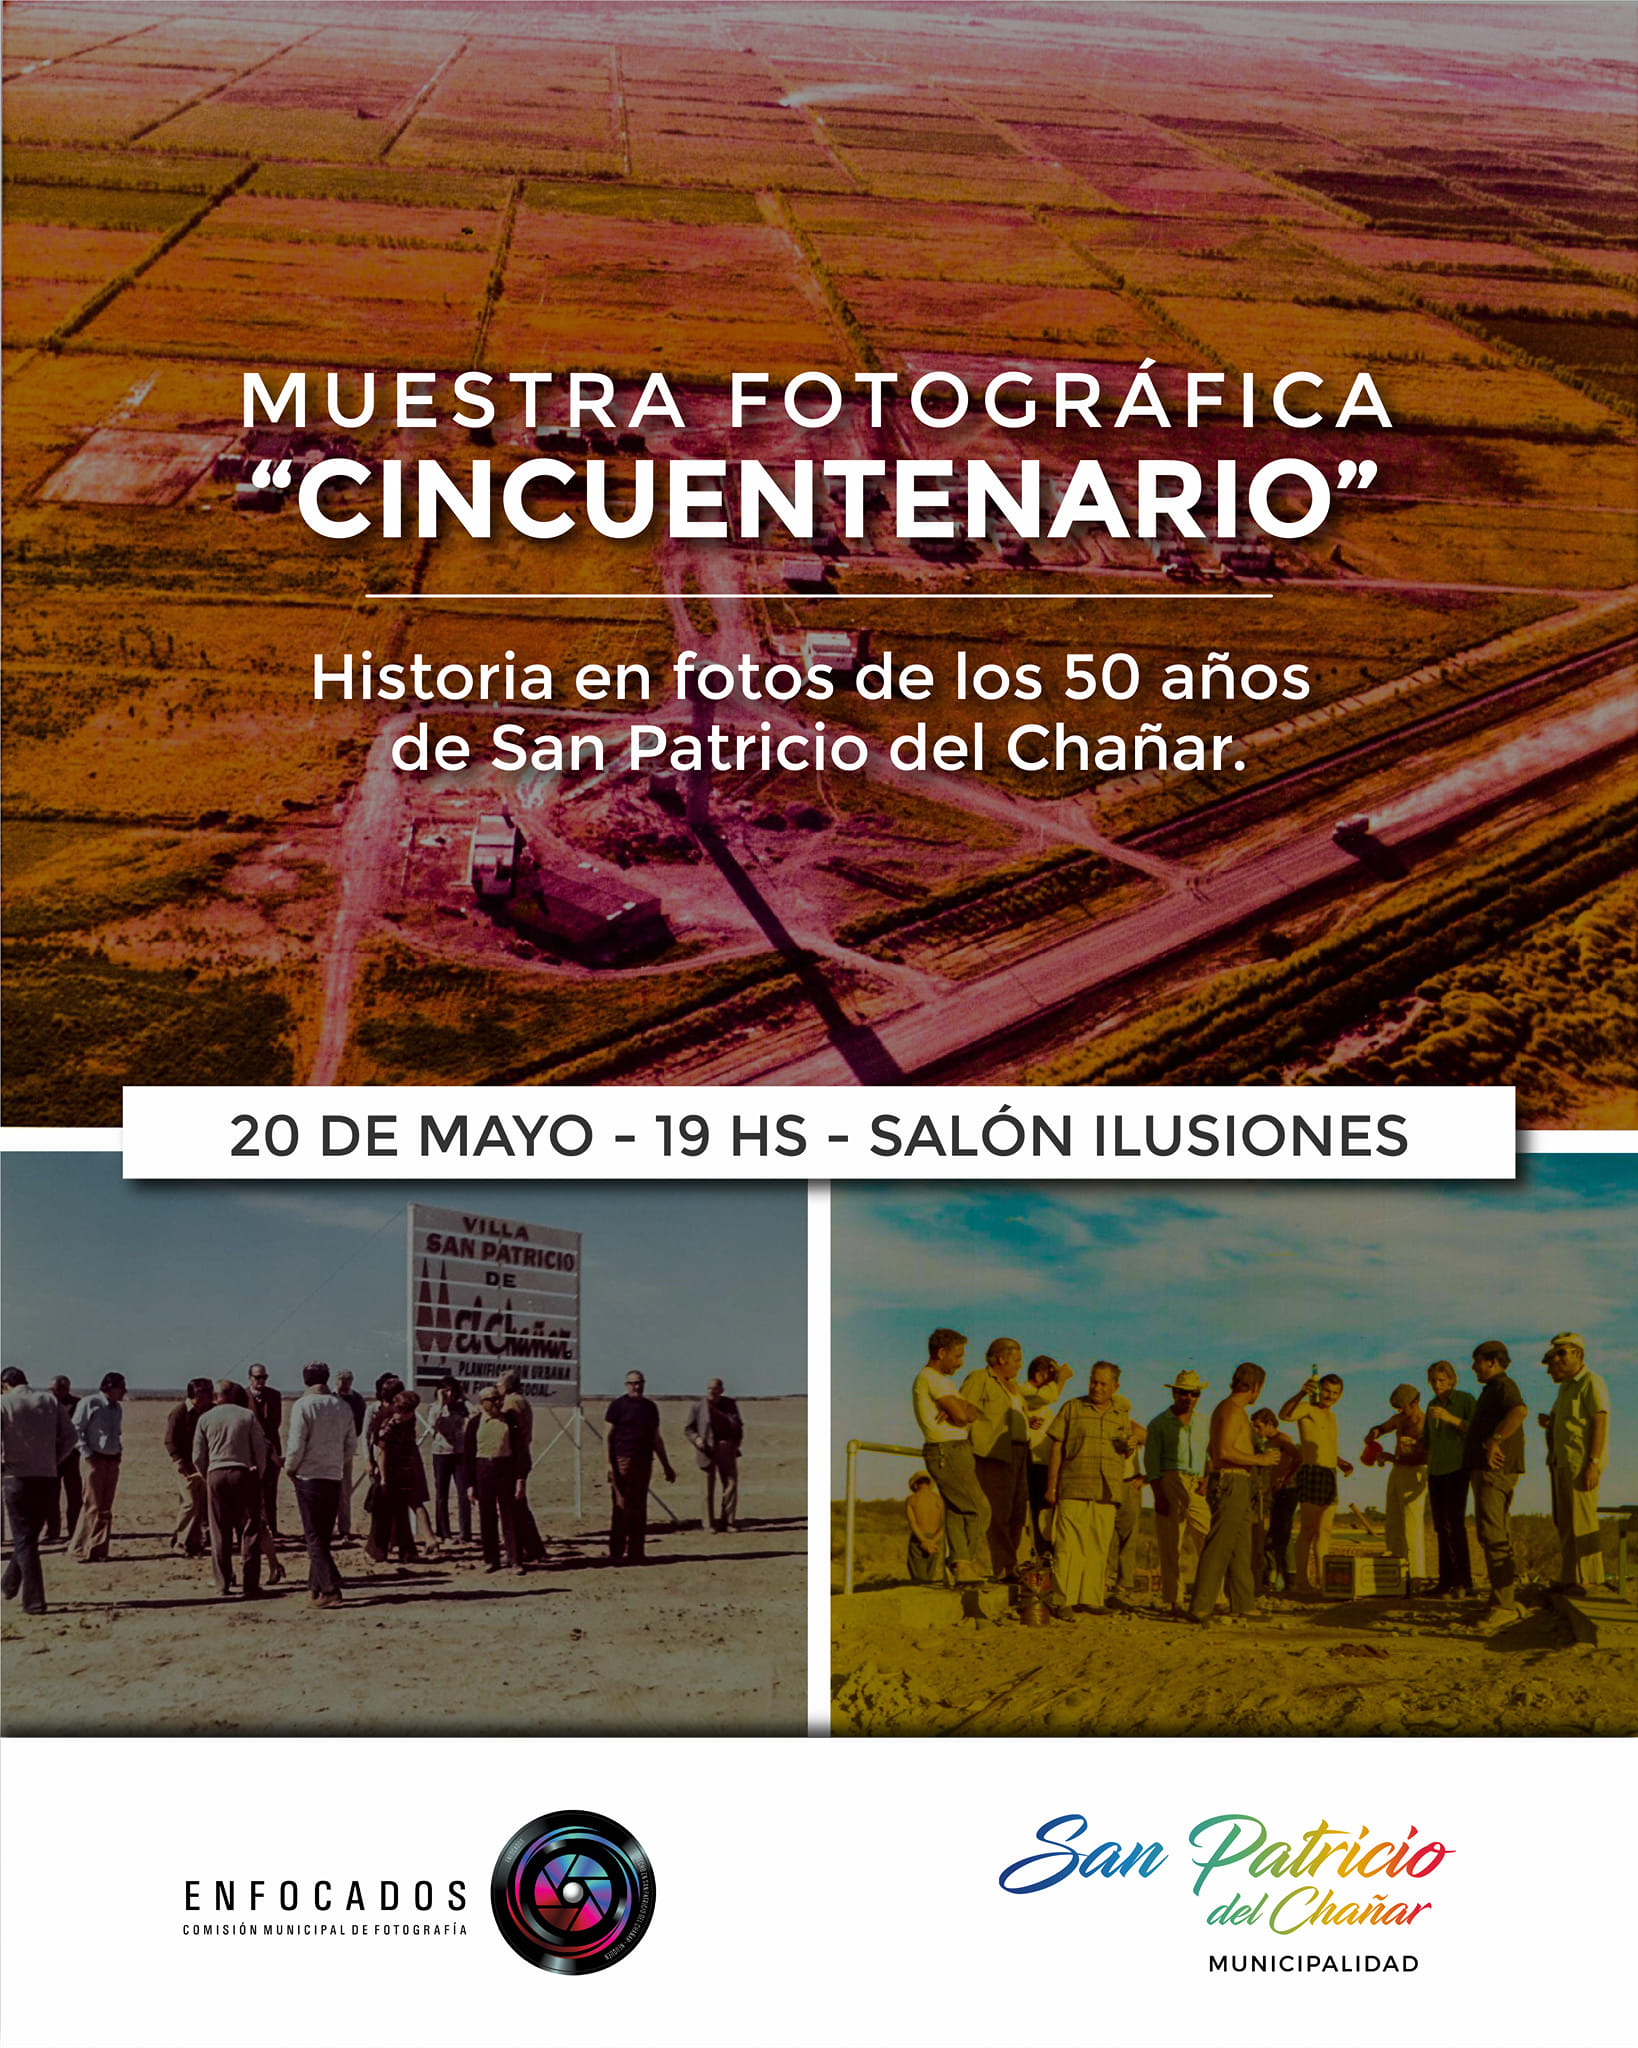 MUESTRA FOTOGRÁFICA
“CINCUENTENARIO”
Historia en fotos de los 50 años
de San Patricio del Chañar.
20 DE MAYO - 19 HS - SALÓN ILUSIONES
VILLA
SAN PATRICIO
DE
El Chañar
PLANIFICACION URBANA
SOCIAL
ENFOCADOS
COMISIÓN MUNICIPAL DE FOTOGRAFÍA
ENFOCADOS
San Patricio
del Chañar
MUNICIPALIDAD